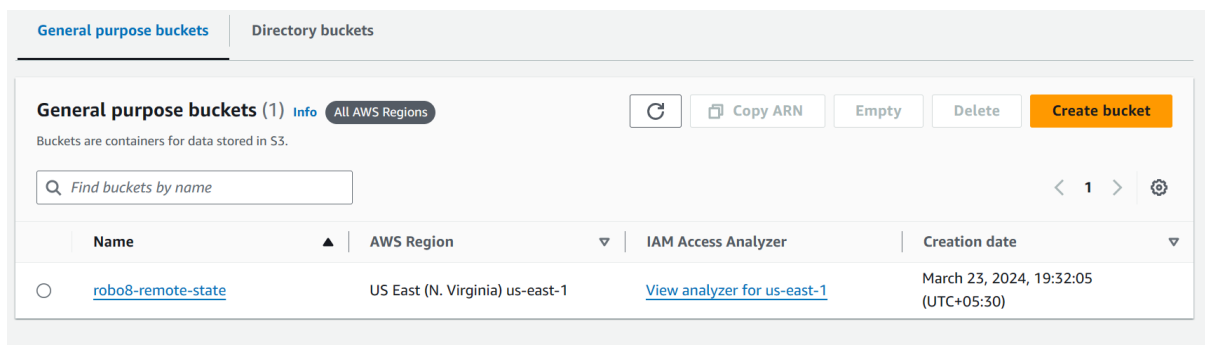 General purpose buckets
Directory buckets
General purpose buckets (1) Info All AWS Regions
Copy ARN
Empty
Delete
Create bucket
Buckets are containers for data stored in S3.
Find buckets by name
1
Name
AWS Region
IAM Access Analyzer
Creation date
robo8-remote-state
US East (N. Virginia) us-east-1
View analyzer for us-east-1
March 23, 2024, 19:32:05
(UTC+05:30)